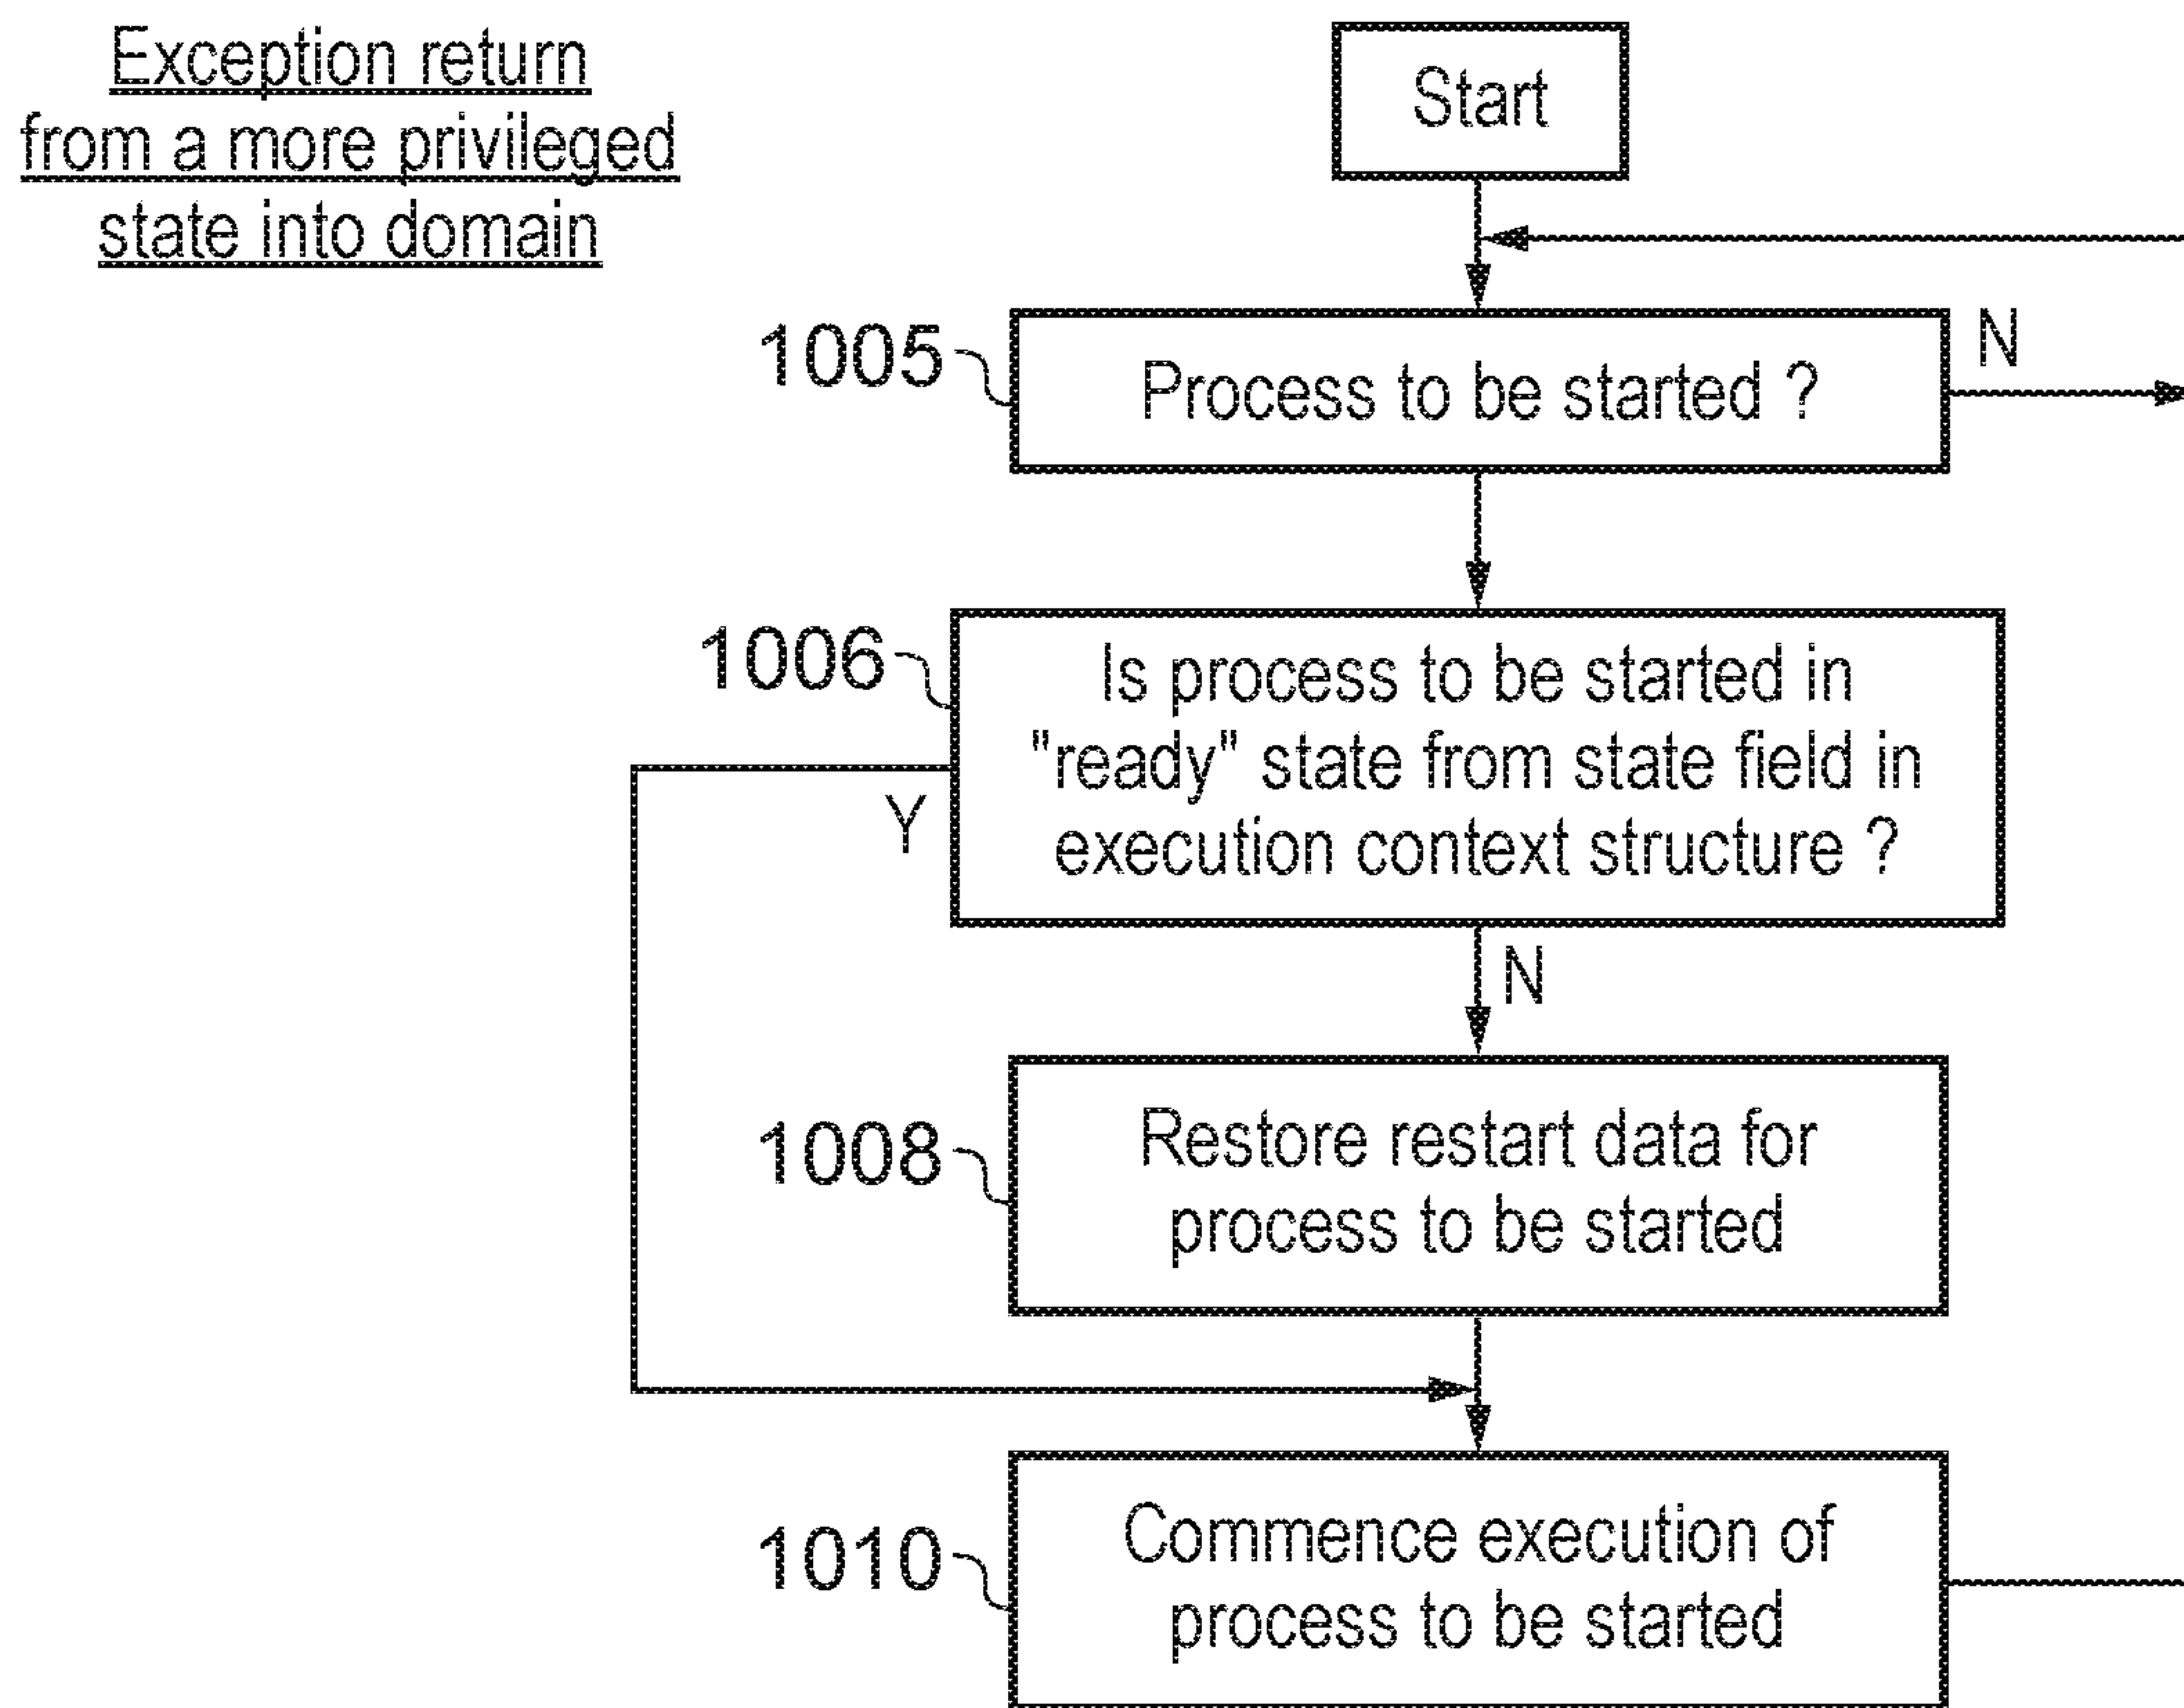 Exception return
from a more privileged
state into domain
Start
1005
Process to be started ?
N
1006
Is process to be started in
"ready" state from state field in
execution context structure ?
Y
N
1008
Restore restart data for
process to be started
1010
Commence execution of
process to be started